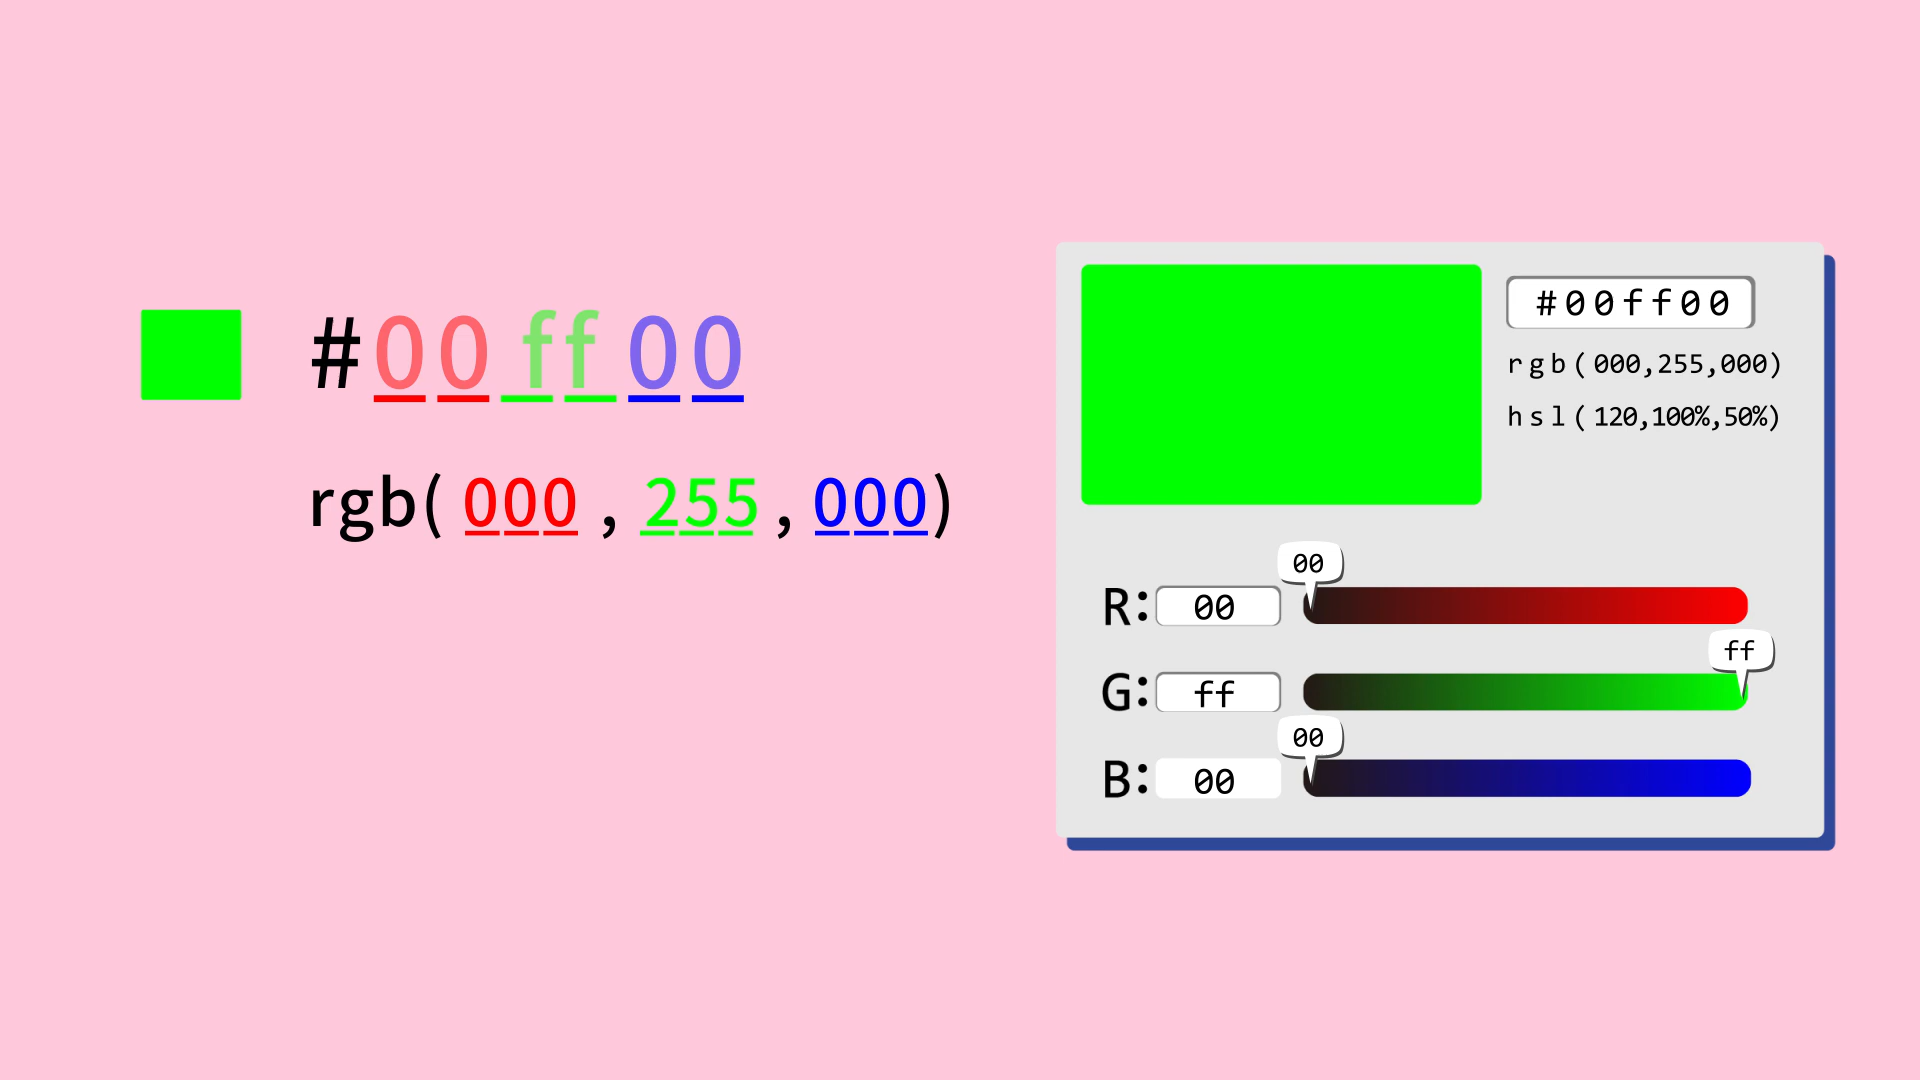 #00ff00
rgb(000,255,000)
#00ff00
rgb(000,255,000)
hsl(120,100%,50%)
00
R: 00
ff
G: ff
00
B: 00